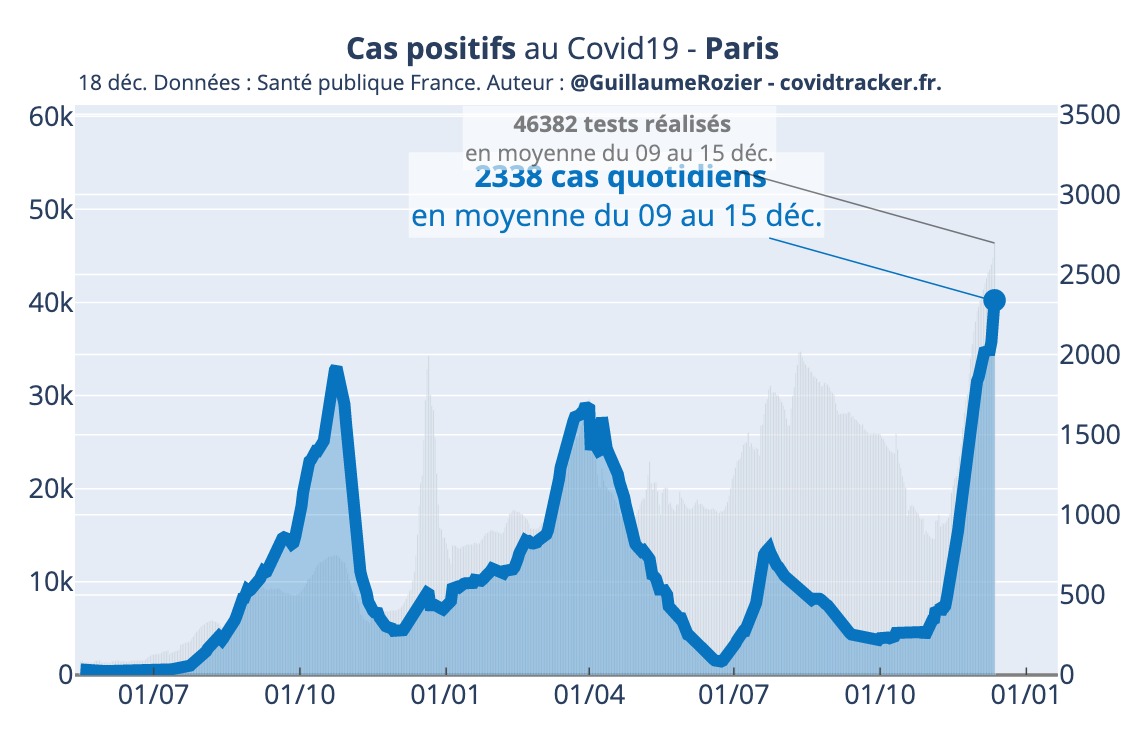 Cas positifs au Covid19 - Paris
18 déc. Données : Santé publique France. Auteur : @GuillaumeRozier - covidtracker.fr.
46382 tests réalisés
en moyenne du 09 au 15 déc.
2338 cas quotidiens
en moyenne du 09 au 15 déc.
60k
50k
40k
30k
20k
10k
0
3500
3000
2500
2000
1500
1000
500
0
01/07 01/10 01/01 01/04 01/07 01/10 01/01